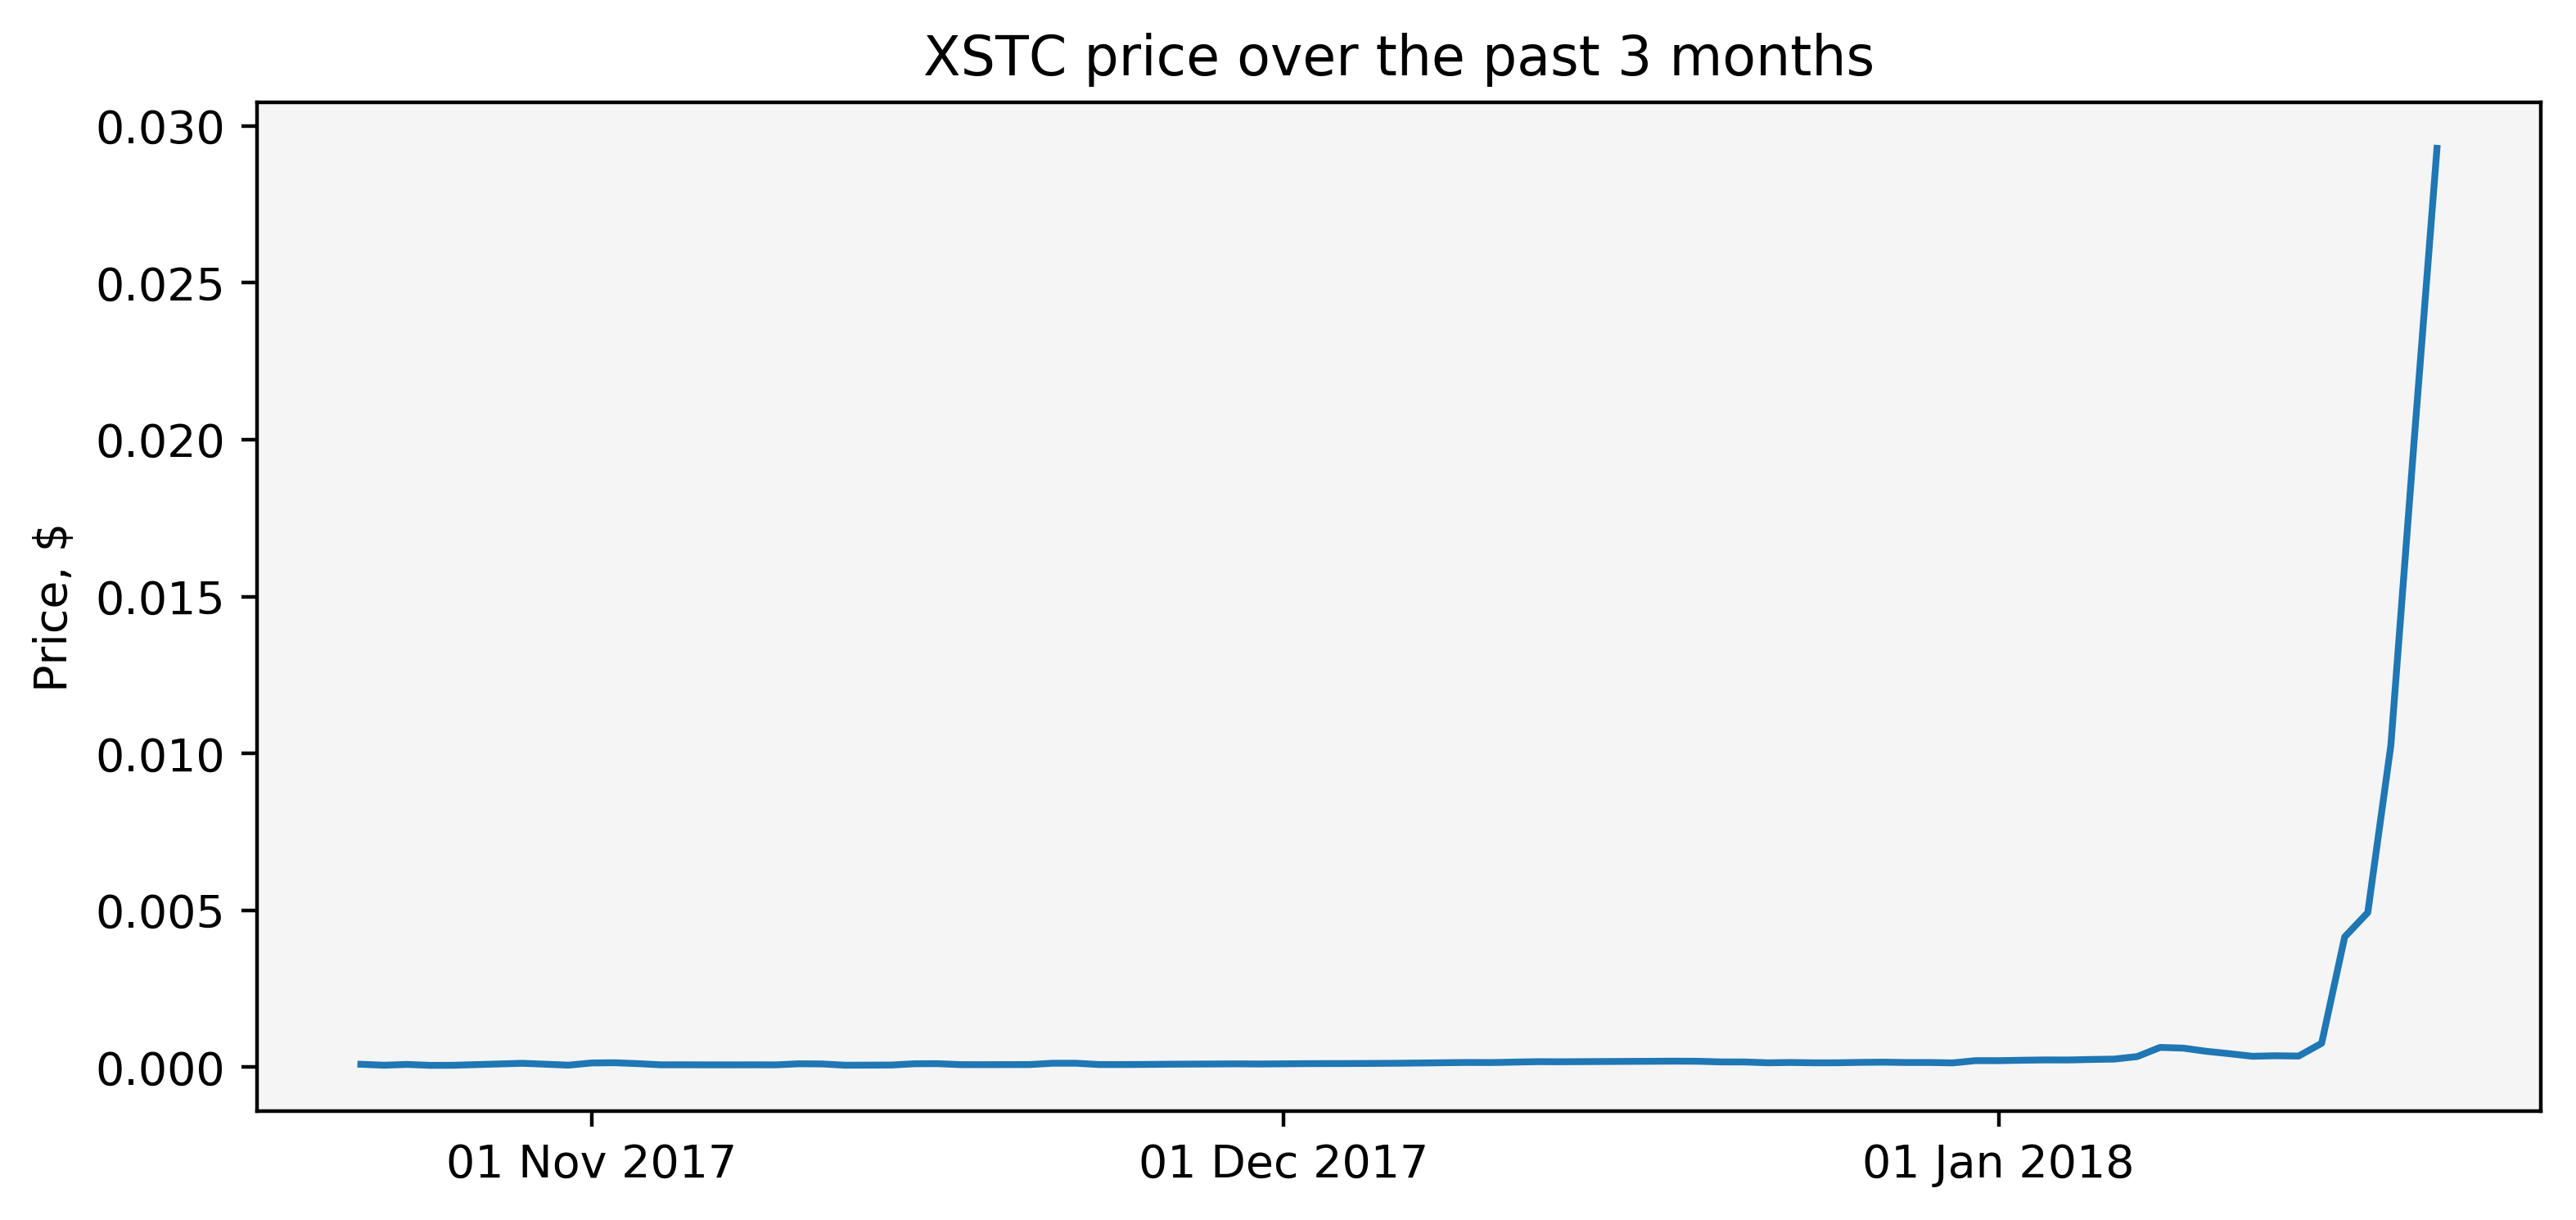 XSTC price over the past 3 months
0.030
0.025
0.020
0.015
0.010
0.005
0.000
Price, $
01 Nov 2017
01 Dec 2017
01 Jan 2018